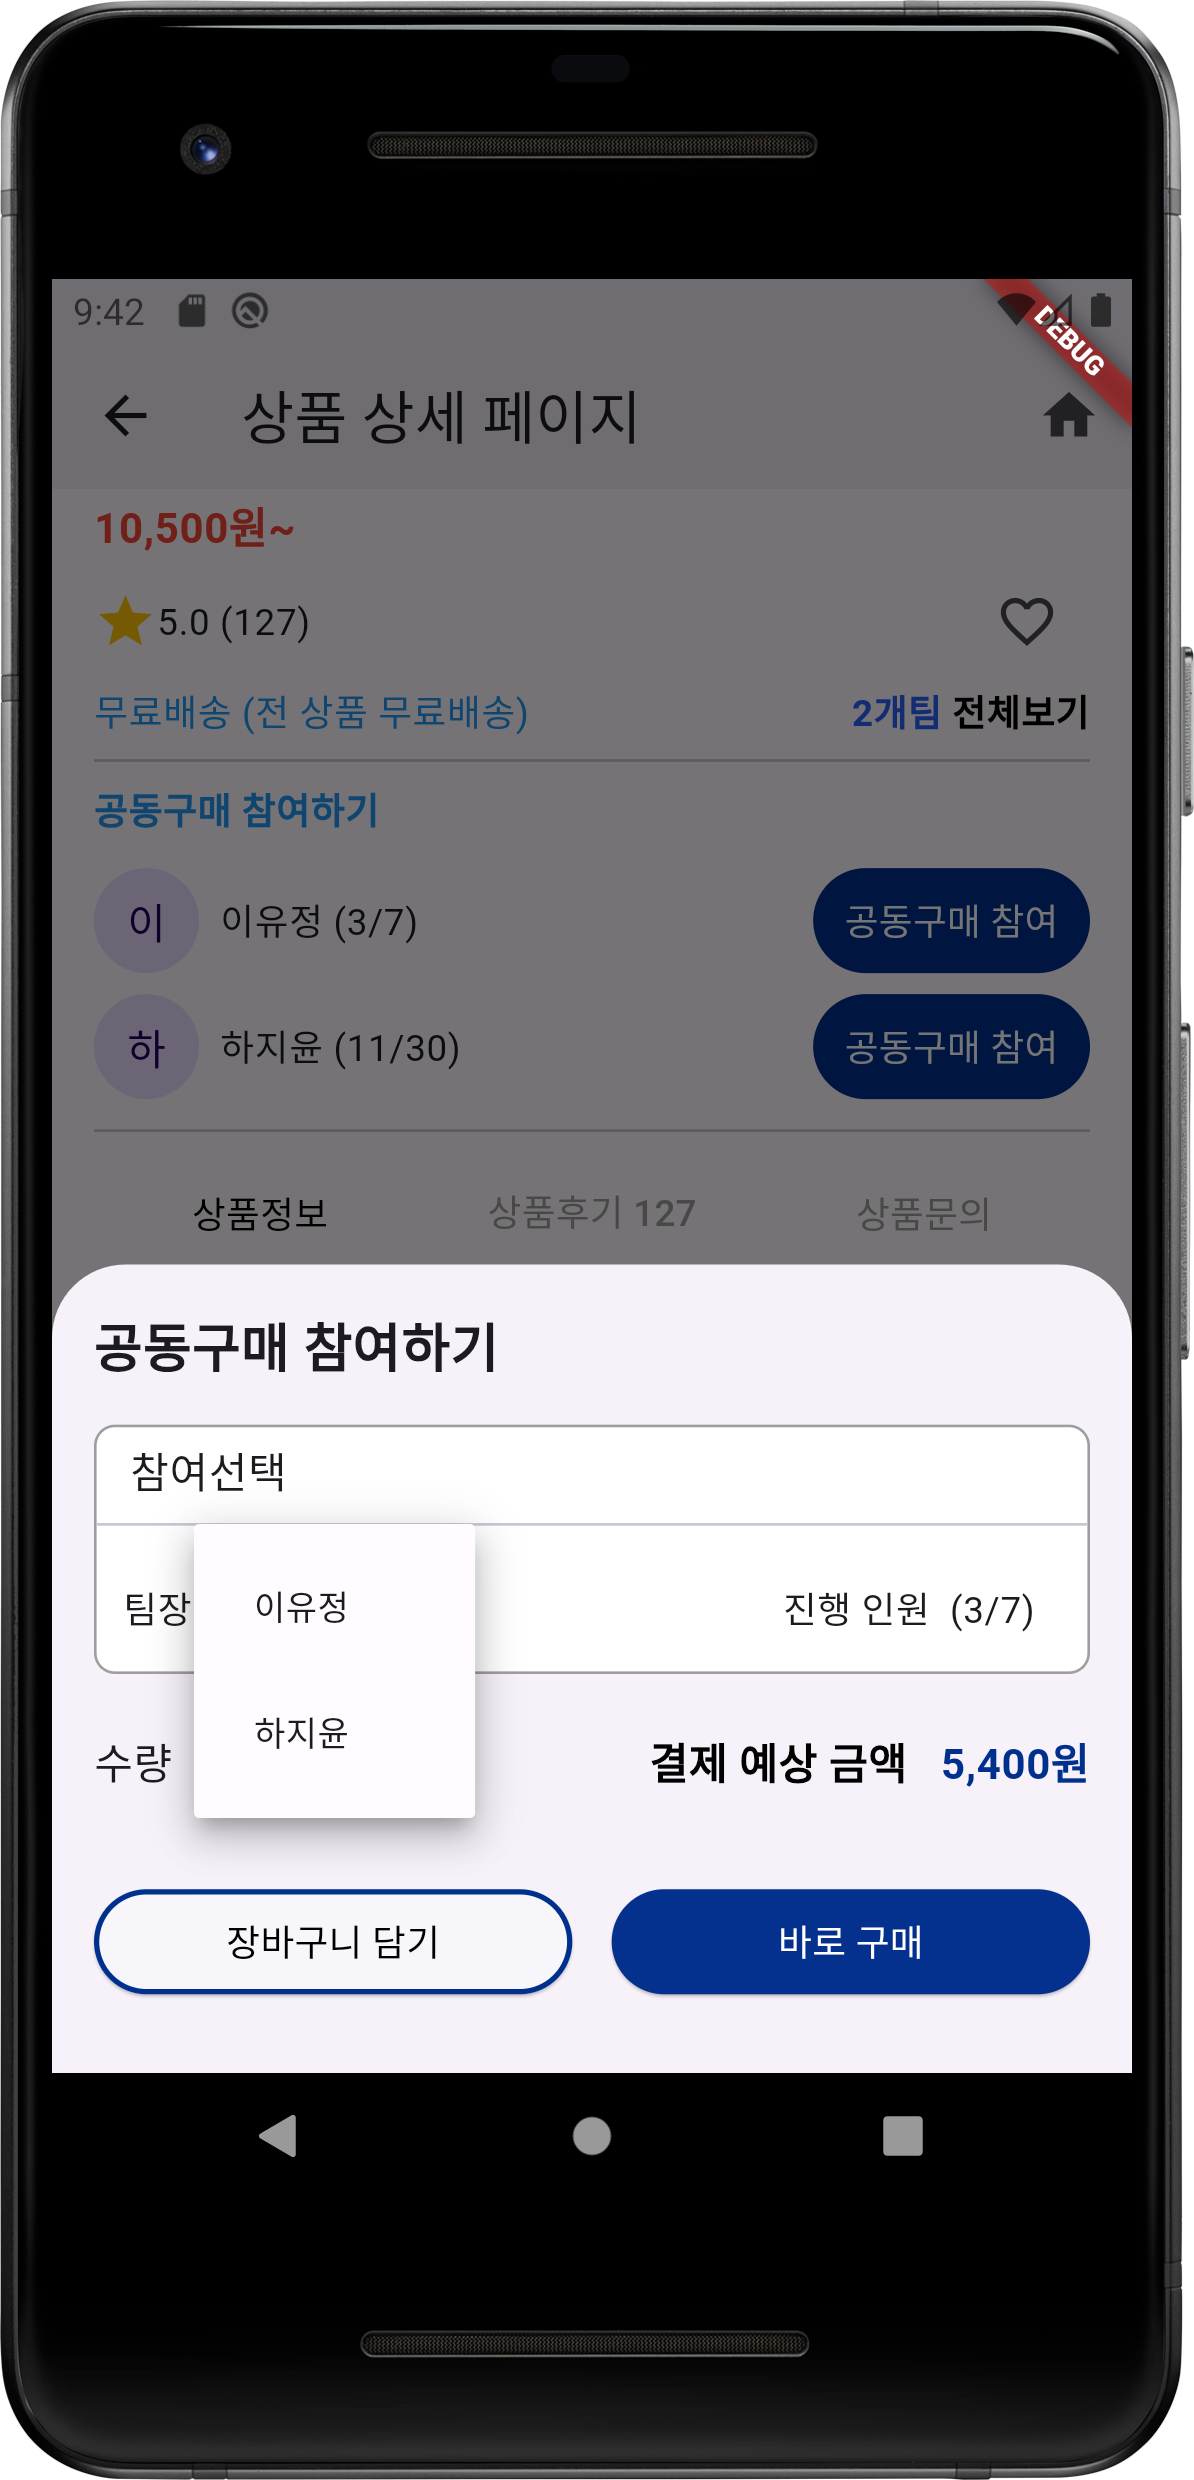 9:42
DEBUG
상품 상세 페이지
10,500원~
5.0 (127)
무료배송 (전 상품 무료배송) 2개팀 전체보기
공동구매 참여하기
이 이유정 (3/7) 공동구매 참여
하 하지윤 (11/30) 공동구매 참여
상품정보 상품후기 127 상품문의
공동구매 참여하기
참여선택
팀장 이유정 진행 인원 (3/7)
하지윤
수량 결제 예상 금액 5,400원
장바구니 담기 바로 구매